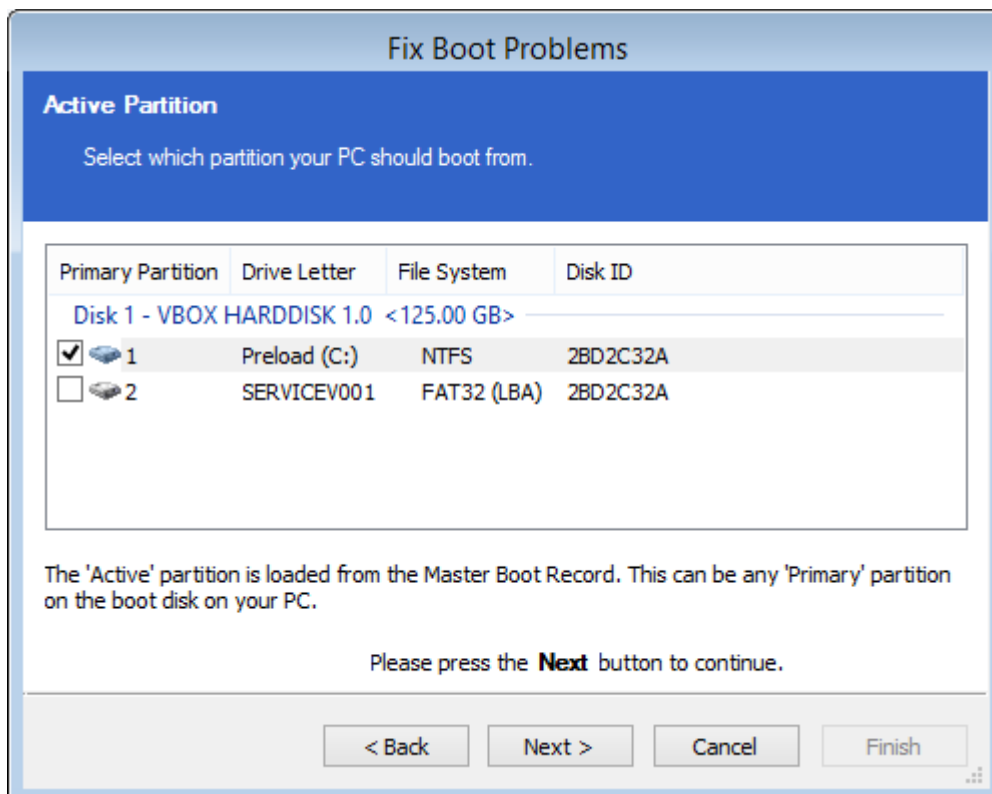 Fix Boot Problems
Active Partition
Select which partition your PC should boot from.
Primary Partition Drive Letter File System Disk ID
Disk 1 - VBOX HARDDISK 1.0 <125.00 GB>
1 Preload (C:) NTFS 2BD2C32A
2 SERVICEV001 FAT32 (LBA) 2BD2C32A
The 'Active' partition is loaded from the Master Boot Record. This can be any 'Primary' partition
on the boot disk on your PC.
Please press the Next button to continue.
< Back Next > Cancel Finish